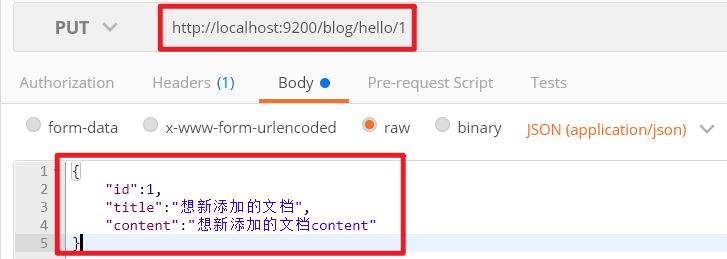 PUT http://localhost:9200/blog/hello/1
Authorization Headers (1) Body Pre-request Script Tests
form-data x-www-form-urlencoded raw binary JSON (application/json)
1 {
2 "id":1,
3 "title":"想新添加的文档",
4 "content":"想新添加的文档content"
5 }